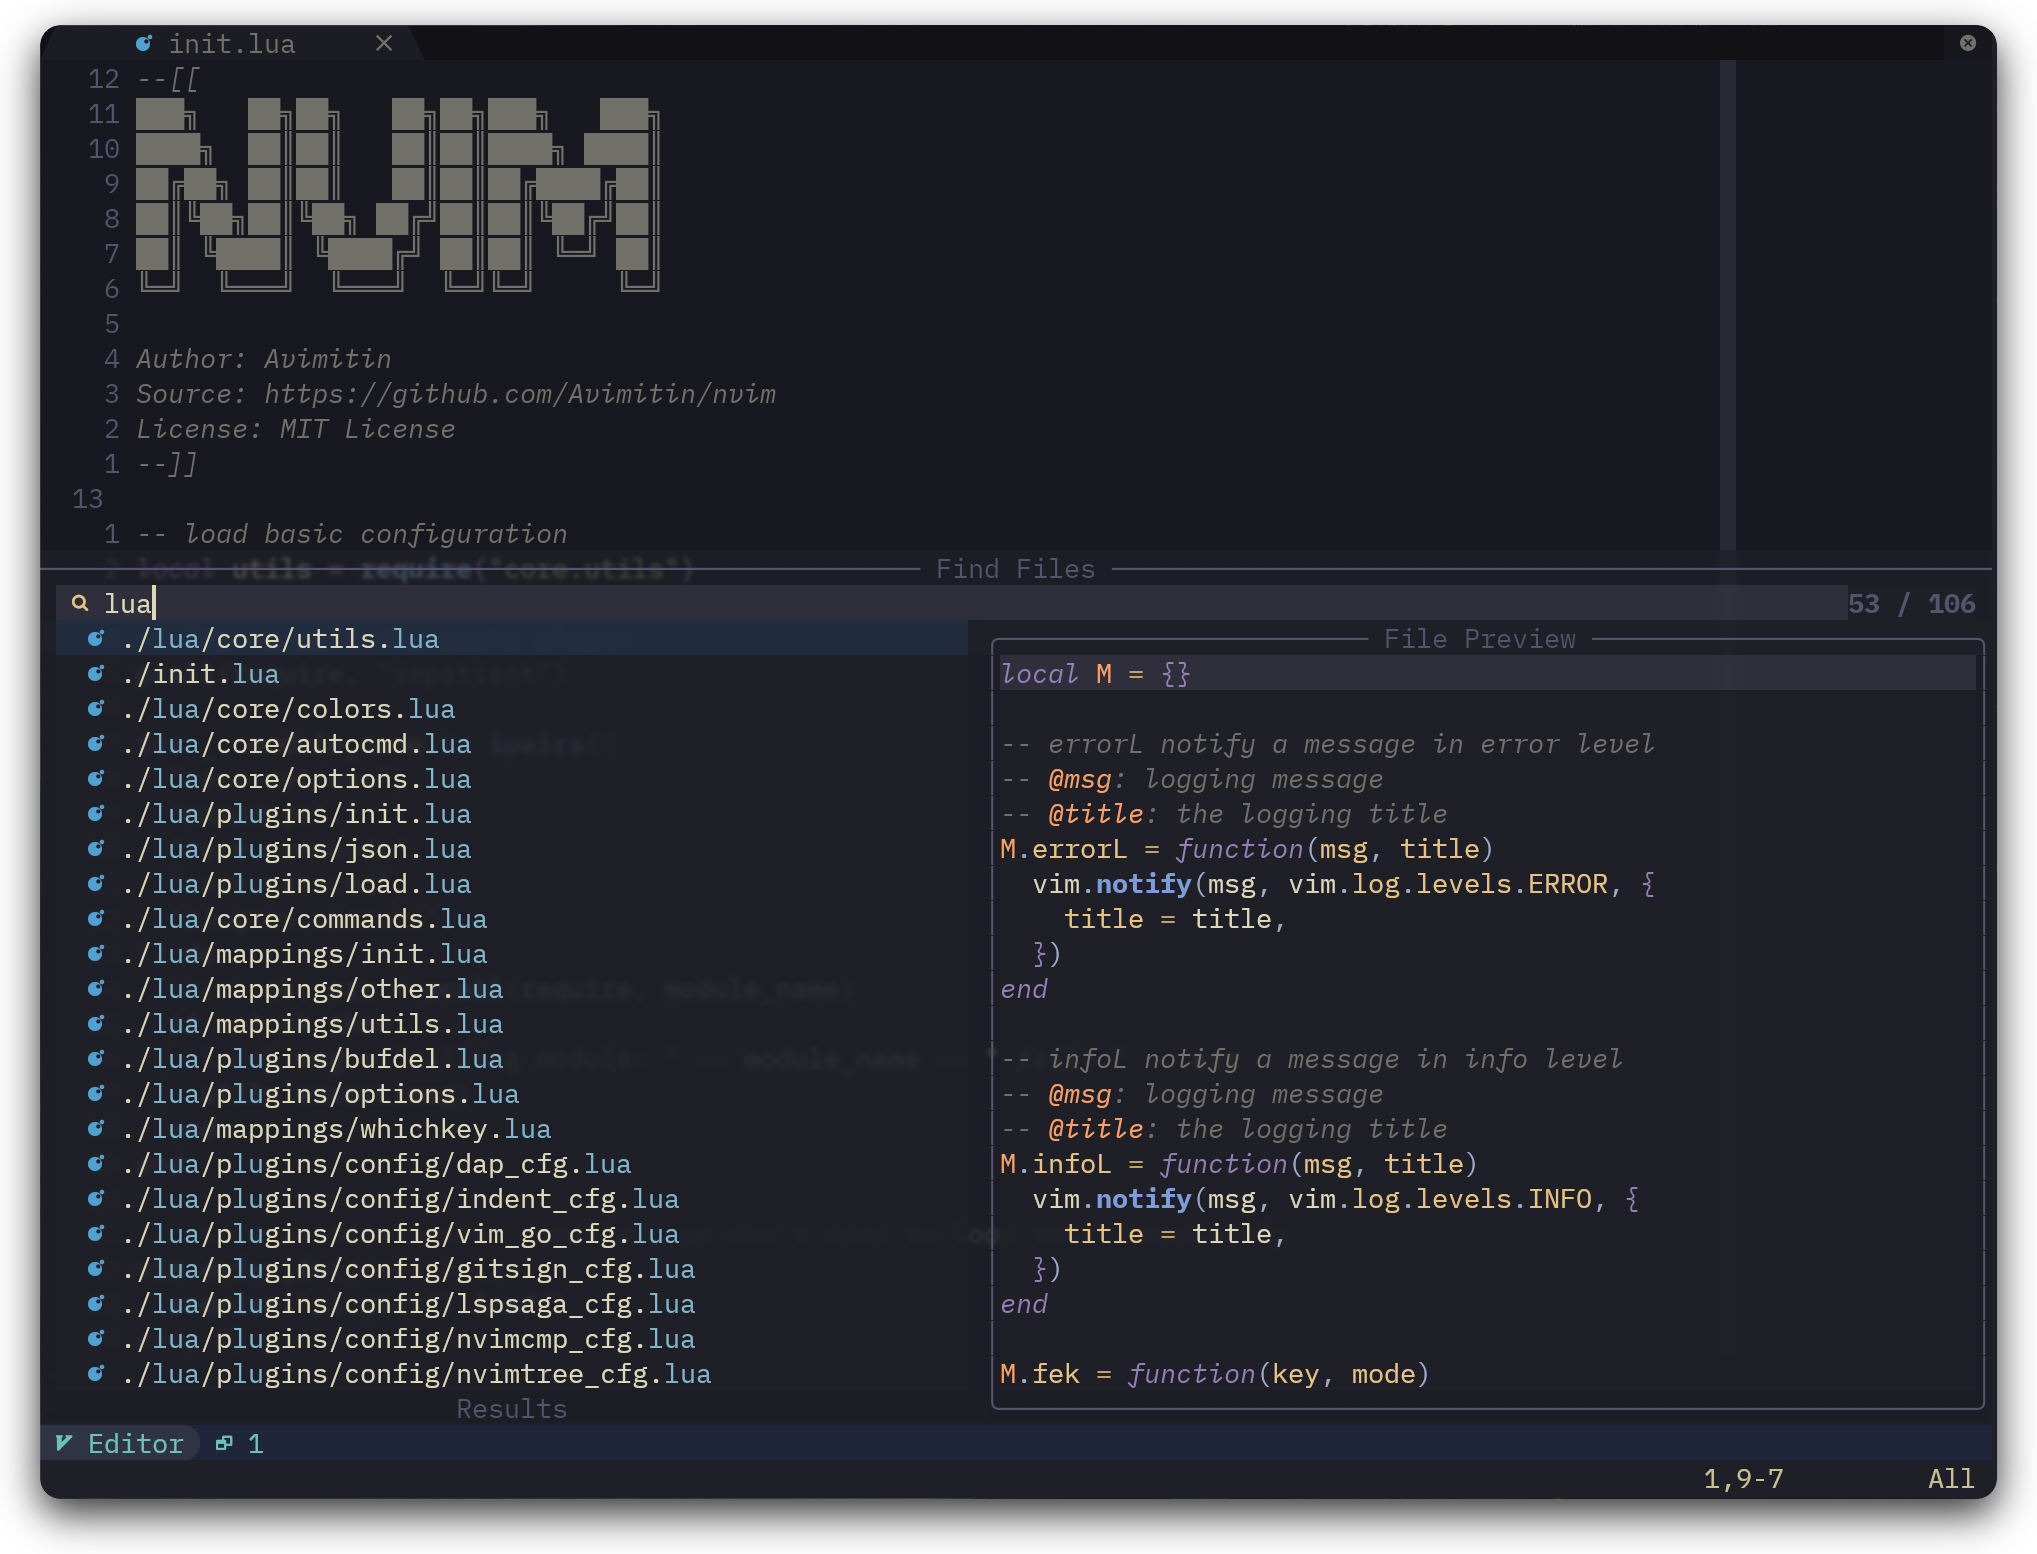 init.lua
12 --[[
11 ███╗   ██╗██╗   ██╗██╗███╗   ███╗
10 ████╗  ██║██║   ██║██║████╗ ████║
9 ██╔██╗ ██║██║   ██║██║██╔████╔██║
8 ██║╚██╗██║╚██╗ ██╔╝██║██║╚██╔╝██║
7 ██║ ╚████║ ╚████╔╝ ██║██║ ╚═╝ ██║
6 ╚═╝  ╚═══╝  ╚═══╝  ╚═╝╚═╝     ╚═╝
5
4 Author: Avimitin
3 Source: https://github.com/Avimitin/nvim
2 License: MIT License
1 --]]
13
1 -- load basic configuration
2 local utils = require("core.utils")
Find Files
lua
53 / 106
./lua/core/utils.lua
./init.lua
./lua/core/colors.lua
./lua/core/autocmd.lua
./lua/core/options.lua
./lua/plugins/init.lua
./lua/plugins/json.lua
./lua/plugins/load.lua
./lua/core/commands.lua
./lua/mappings/init.lua
./lua/mappings/other.lua
./lua/mappings/utils.lua
./lua/plugins/bufdel.lua
./lua/plugins/options.lua
./lua/mappings/whichkey.lua
./lua/plugins/config/dap_cfg.lua
./lua/plugins/config/indent_cfg.lua
./lua/plugins/config/vim_go_cfg.lua
./lua/plugins/config/gitsign_cfg.lua
./lua/plugins/config/lspsaga_cfg.lua
./lua/plugins/config/nvimcmp_cfg.lua
./lua/plugins/config/nvimtree_cfg.lua
Results
File Preview
local M = {}
-- errorL notify a message in error level
-- @msg: logging message
-- @title: the logging title
M.errorL = function(msg, title)
  vim.notify(msg, vim.log.levels.ERROR, {
    title = title,
  })
end
-- infoL notify a message in info level
-- @msg: logging message
-- @title: the logging title
M.infoL = function(msg, title)
  vim.notify(msg, vim.log.levels.INFO, {
    title = title,
  })
end
M.fek = function(key, mode)
Editor 1
1,9-7 All